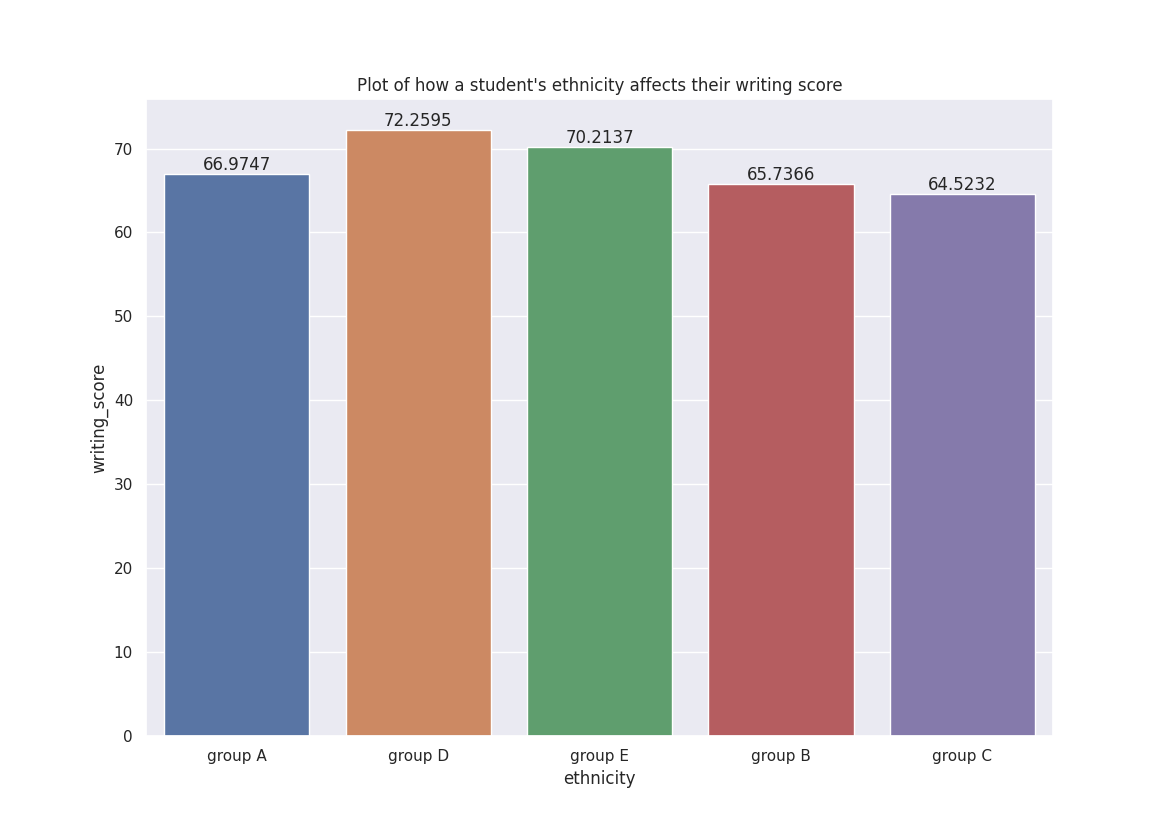 Plot of how a student's ethnicity affects their writing score
72.2595
70.2137
66.9747
65.7366
64.5232
70
60
50
40
30
20
10
0
writing_score
group A
group D
group E
group B
group C
ethnicity